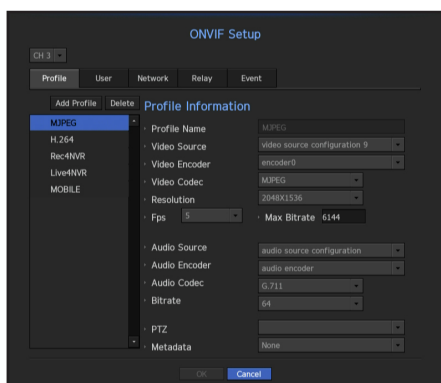 ONVIF Setup
CH 3
Profile User Network Relay Event
Add Profile Delete
MJPEG
H.264
Rec4NVR
Live4NVR
MOBILE
Profile Information
Profile Name MJPEG
Video Source video source configuration 9
Video Encoder encoder0
Video Codec MJPEG
Resolution 2048X1536
Fps 5 Max Bitrate 6144
Audio Source audio source configuration
Audio Encoder audio encoder
Audio Codec G.711
Bitrate 64
PTZ
Metadata None
OK Cancel